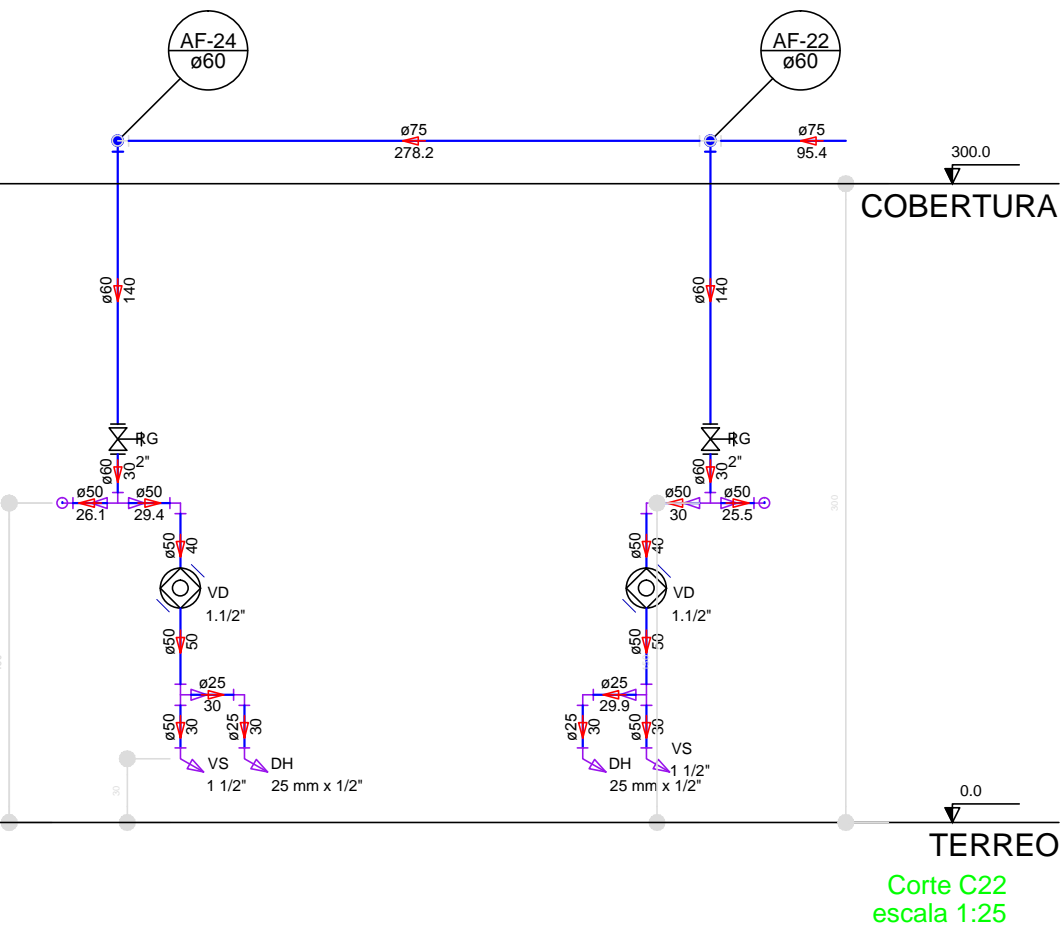 AF-24
ø60
AF-22
ø60
ø75
278.2
ø75
95.4
300.0
COBERTURA
ø60
140
ø60
140
RG
2"
RG
2"
ø60
30
ø60
30
ø50
26.1
ø50
29.4
ø50
30
ø50
25.5
300
ø50
40
ø50
40
VD
1.1/2"
VD
1.1/2"
ø50
50
ø50
50
ø25
30
ø25
29.9
ø50
30
ø25
30
ø25
30
ø50
30
VS
1 1/2"
DH
25 mm x 1/2"
DH
25 mm x 1/2"
VS
1 1/2"
30
0.0
TERREO
Corte C22
escala 1:25